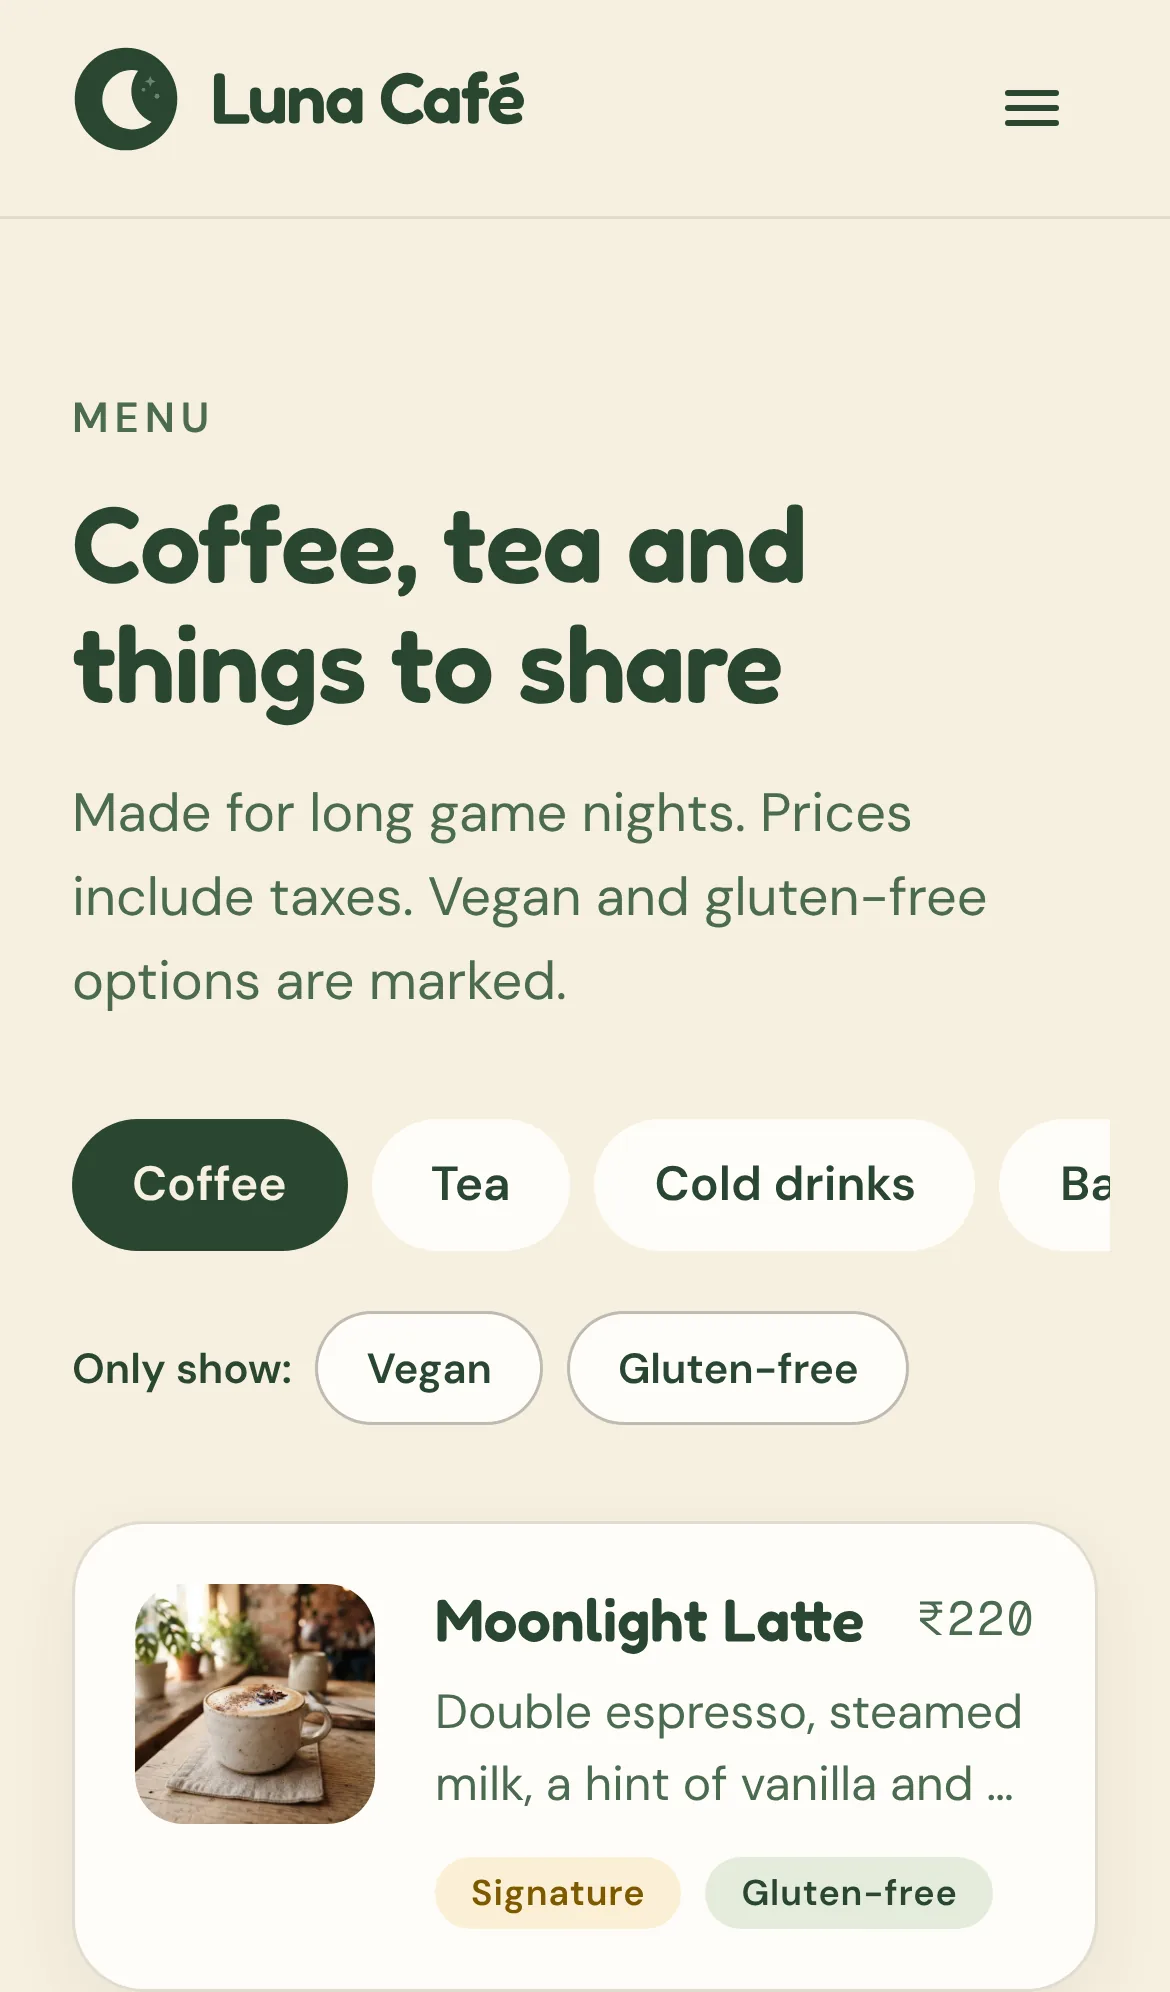 Luna Café
MENU
Coffee, tea and
things to share
Made for long game nights. Prices
include taxes. Vegan and gluten-free
options are marked.
Coffee Tea Cold drinks Ba
Only show: Vegan Gluten-free
Moonlight Latte ₹220
Double espresso, steamed
milk, a hint of vanilla and ...
Signature Gluten-free